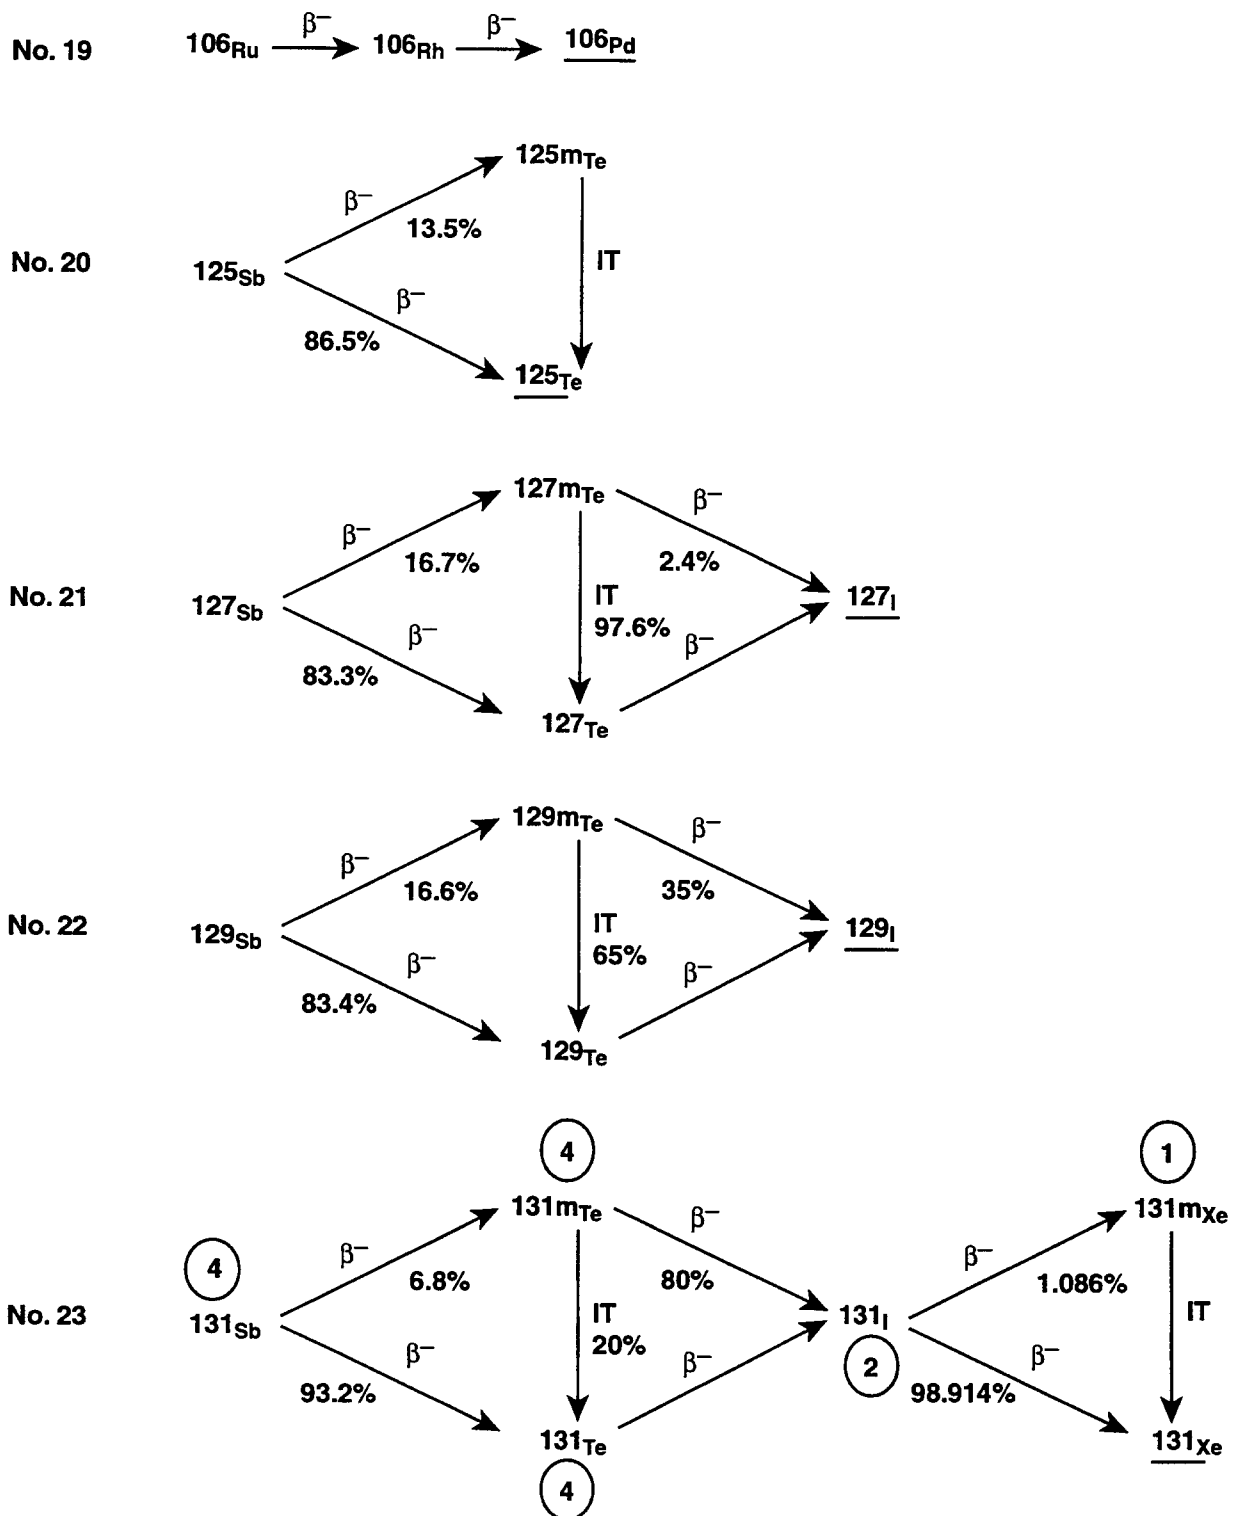 β−
β−
No. 19
106Ru
106Rh
106Pd
125mTe
β−
13.5%
No. 20
125Sb
IT
β−
86.5%
125Te
127mTe
β−
β−
16.7%
2.4%
No. 21
127Sb
IT
97.6%
127I
β−
β−
83.3%
127Te
129mTe
β−
β−
16.6%
35%
No. 22
129Sb
IT
65%
129I
β−
β−
83.4%
129Te
4
1
131mTe
131mXe
β−
4
β−
β−
6.8%
80%
1.086%
No. 23
131Sb
IT
20%
131I
IT
β−
β−
2
β−
93.2%
98.914%
131Te
131Xe
4